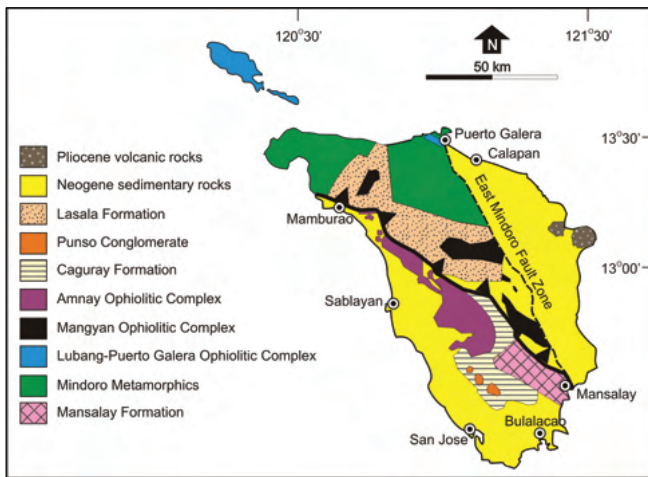 120°30'
121°30'
N
50 km
13°30'
Puerto Galera
Calapan
Pliocene volcanic rocks
Neogene sedimentary rocks
Lasala Formation
Punso Conglomerate
Caguray Formation
Amnay Ophiolitic Complex
Mangyan Ophiolitic Complex
Lubang-Puerto Galera Ophiolitic Complex
Mindoro Metamorphics
Mansalay Formation
East Mindoro Fault Zone
Mamburao
13°00'
Sablayan
Mansalay
Bulalacao
San Jose